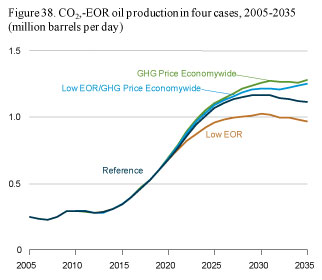 Figure 38. CO2,-EOR oil production in four cases, 2005-2035
(million barrels per day)
1.5
GHG Price Economywide
Low EOR/GHG Price Economywide
1.0
Low EOR
Reference
0.5
0
2005 2010 2015 2020 2025 2030 2035